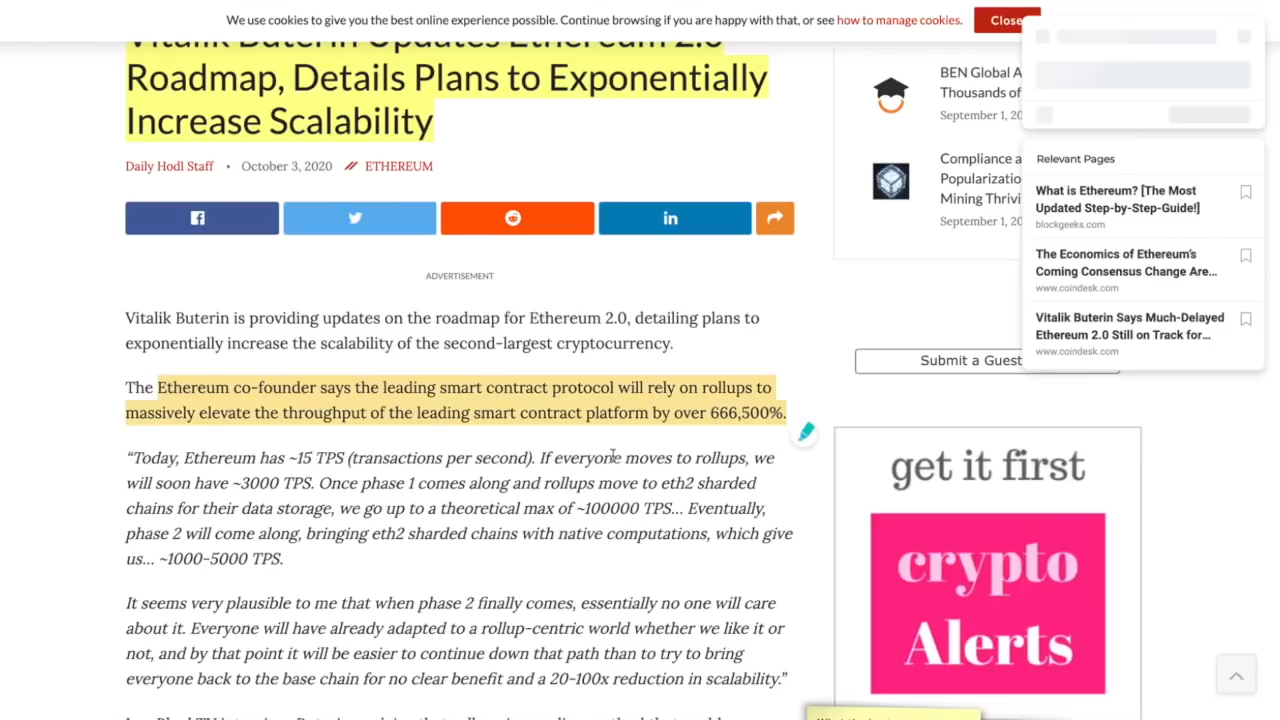 We use cookies to give you the best online experience possible. Continue browsing if you are happy with that, or see how to manage cookies.
Close
Vitalik Buterin Updates Ethereum 2.0
Roadmap, Details Plans to Exponentially
Increase Scalability
Daily Hodl Staff • October 3, 2020 // ETHEREUM
ADVERTISEMENT
Vitalik Buterin is providing updates on the roadmap for Ethereum 2.0, detailing plans to
exponentially increase the scalability of the second-largest cryptocurrency.
The Ethereum co-founder says the leading smart contract protocol will rely on rollups to
massively elevate the throughput of the leading smart contract platform by over 666,500%.
“Today, Ethereum has ~15 TPS (transactions per second). If everyone moves to rollups, we
will soon have ~3000 TPS. Once phase 1 comes along and rollups move to eth2 sharded
chains for their data storage, we go up to a theoretical max of ~100000 TPS… Eventually,
phase 2 will come along, bringing eth2 sharded chains with native computations, which give
us… ~1000-5000 TPS.
It seems very plausible to me that when phase 2 finally comes, essentially no one will care
about it. Everyone will have already adapted to a rollup-centric world whether we like it or
not, and by that point it will be easier to continue down that path than to try to bring
everyone back to the base chain for no clear benefit and a 20-100x reduction in scalability.”
BEN Global A
Thousands of
September 1, 20
Compliance a
Popularizatio
Mining Thrivi
September 1, 20
Relevant Pages
What is Ethereum? [The Most
Updated Step-by-Step-Guide!]
blockgeeks.com
The Economics of Ethereum’s
Coming Consensus Change Are...
www.coindesk.com
Vitalik Buterin Says Much-Delayed
Ethereum 2.0 Still on Track for...
www.coindesk.com
Submit a Guest
get it first
crypto
Alerts